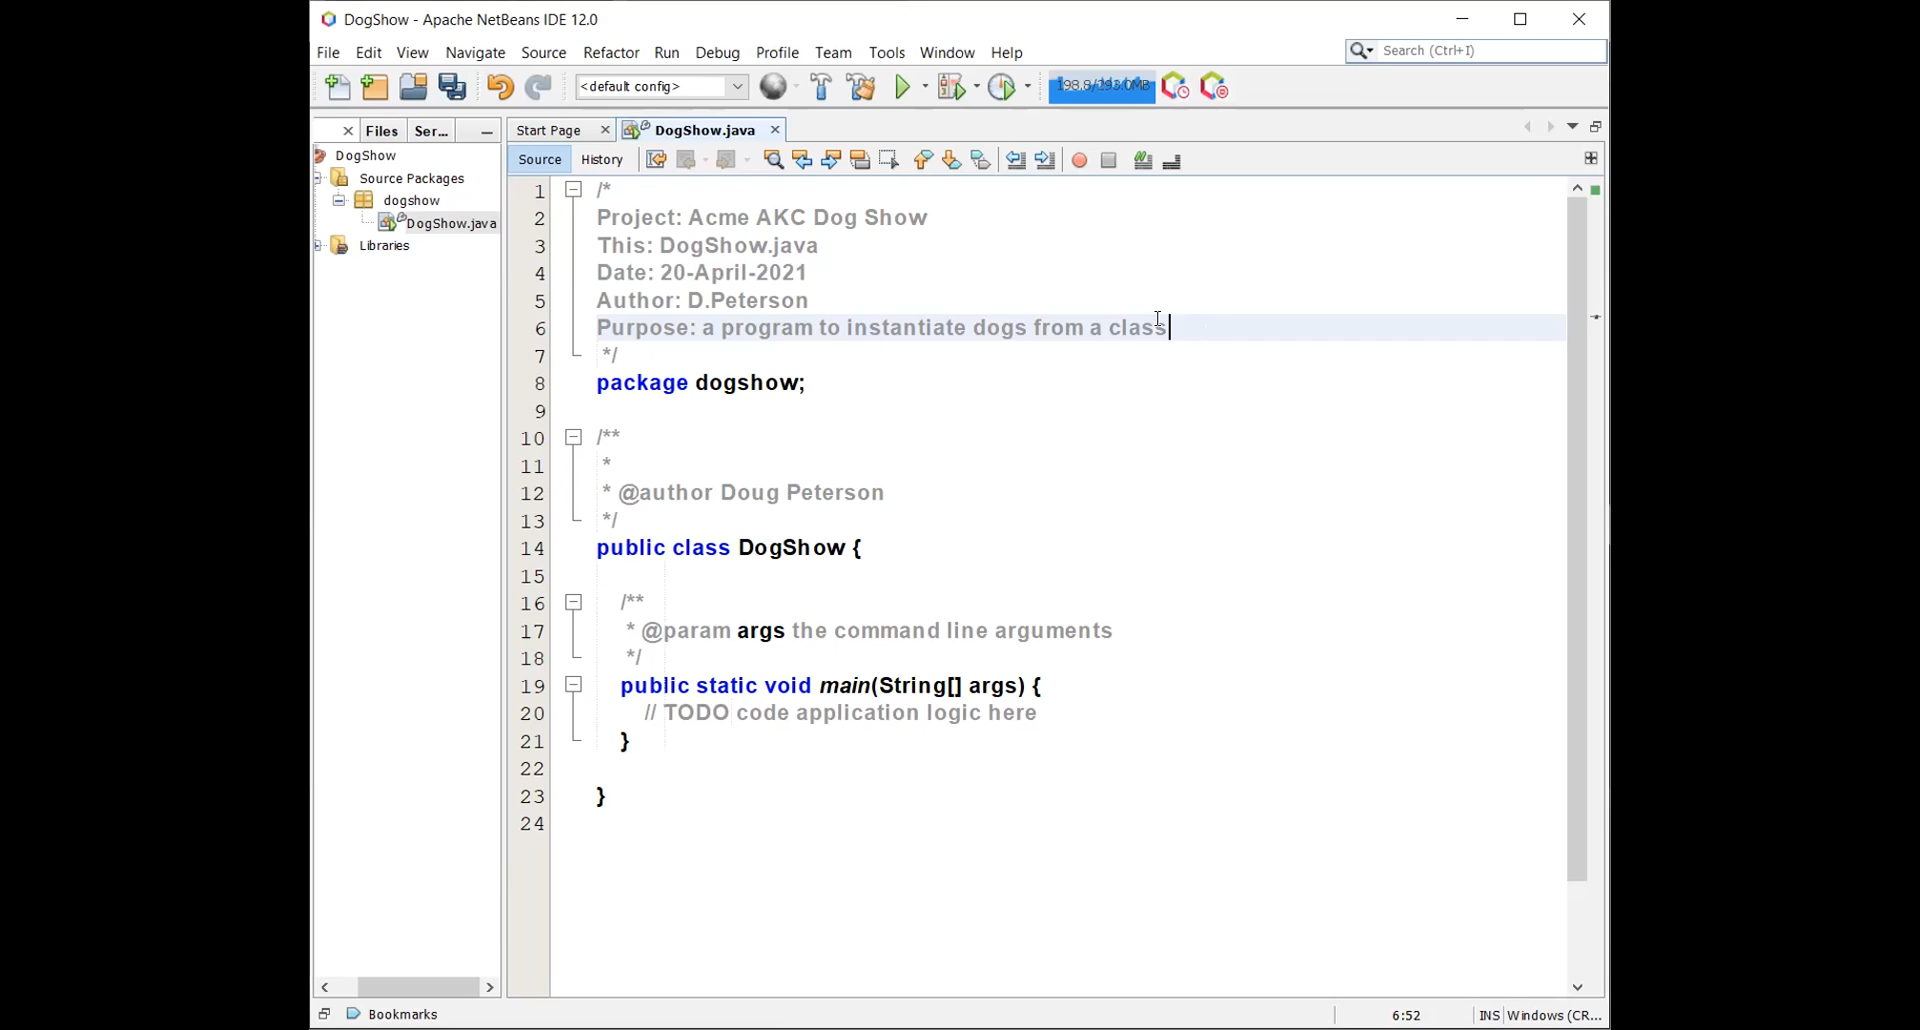 DogShow - Apache NetBeans IDE 12.0
File Edit View Navigate Source Refactor Run Debug Profile Team Tools Window Help
Search (Ctrl+I)
<default config>
198.8/293.0MB
Files Ser...
Start Page DogShow.java
Source History
DogShow
Source Packages
dogshow
DogShow.java
Libraries
1 /*
2 Project: Acme AKC Dog Show
3 This: DogShow.java
4 Date: 20-April-2021
5 Author: D.Peterson
6 Purpose: a program to instantiate dogs from a class
7 */
8 package dogshow;
9
10 /**
11 *
12 * @author Doug Peterson
13 */
14 public class DogShow {
15
16 /**
17 * @param args the command line arguments
18 */
19 public static void main(String[] args) {
20 // TODO code application logic here
21 }
22
23 }
24
Bookmarks
6:52 INS Windows (CR...